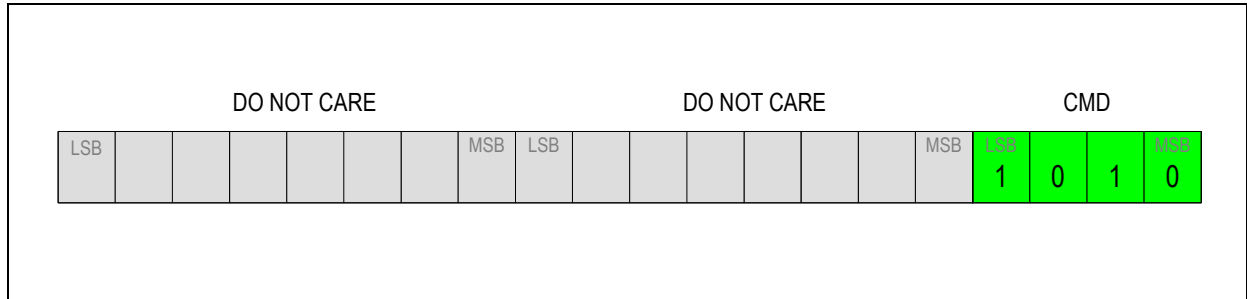 DO NOT CARE DO NOT CARE CMD
LSB MSB LSB MSB LSB MSB
1 0 1 0